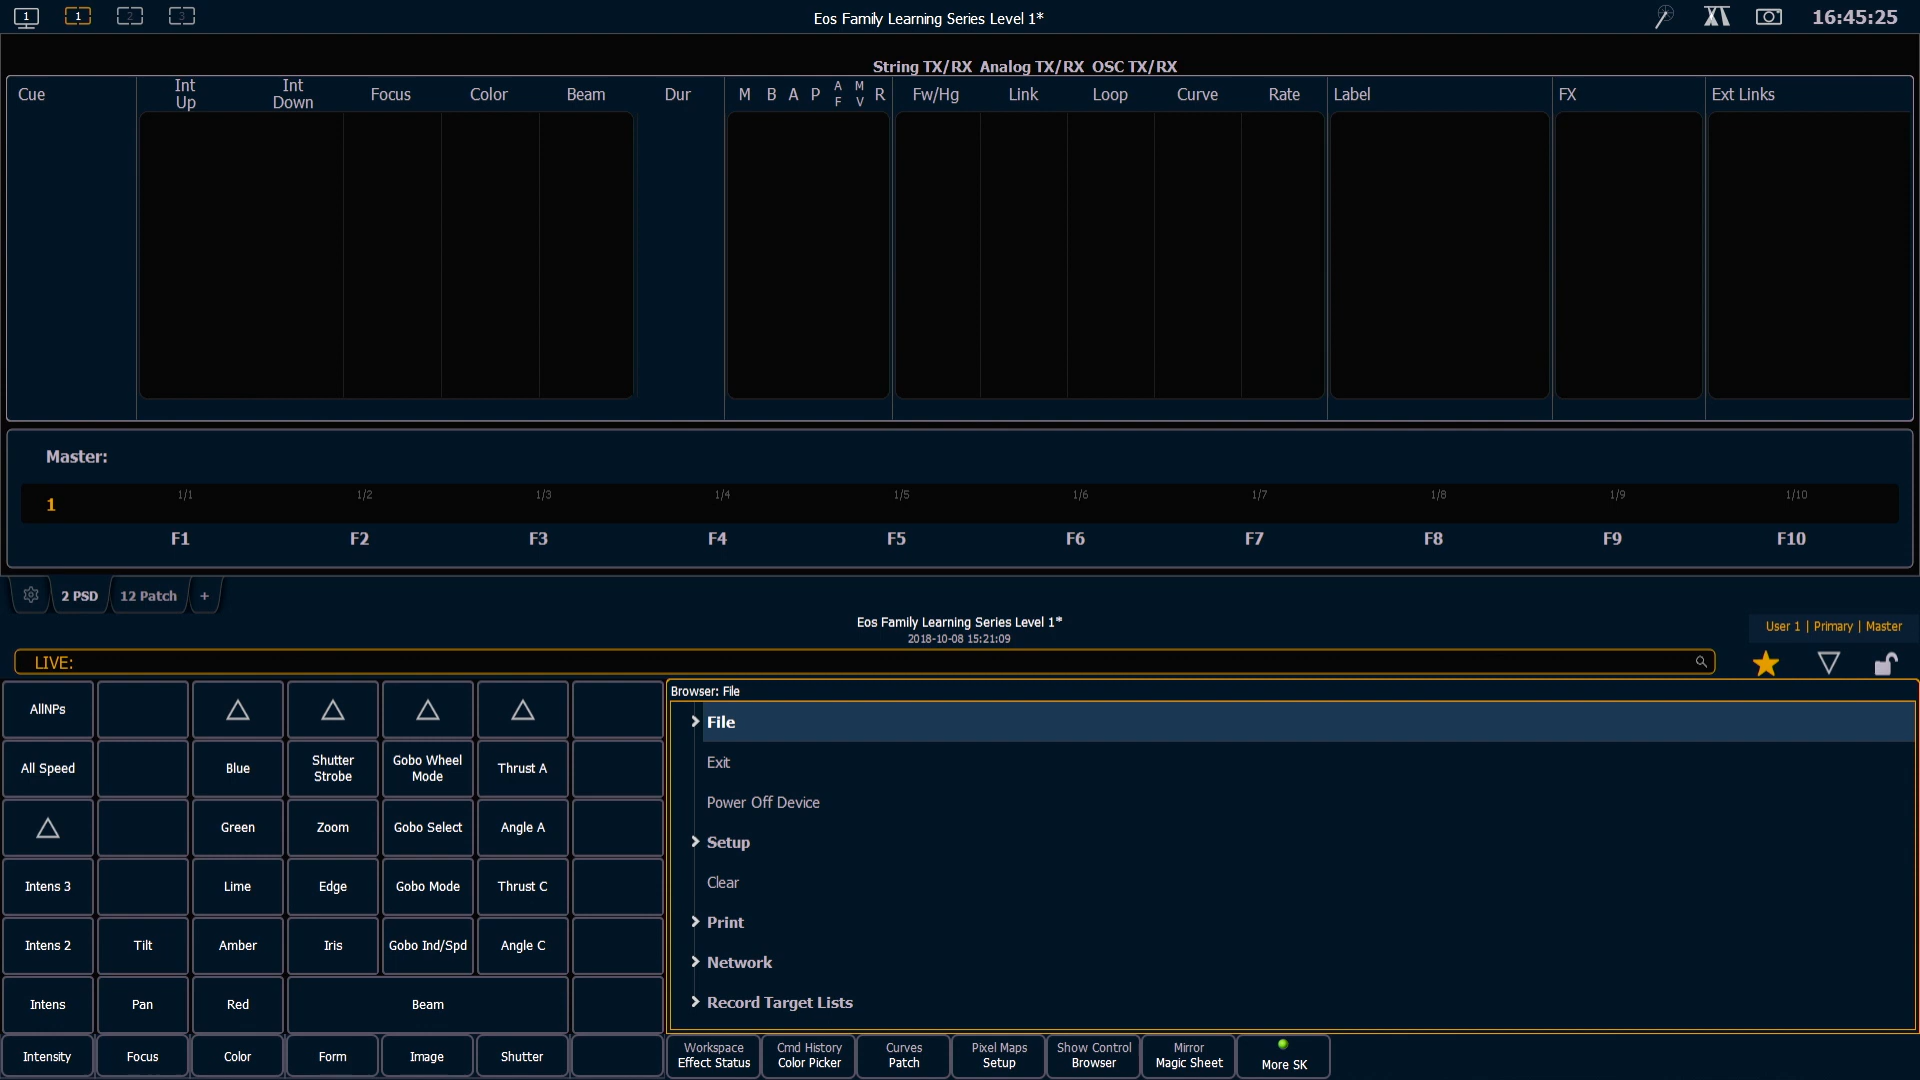 1 1 2 3 Eos Family Learning Series Level 1* 16:45:25
String TX/RX Analog TX/RX OSC TX/RX
Cue Int Up Int Down Focus Color Beam Dur M B A P AF MV R Fw/Hg Link Loop Curve Rate Label FX Ext Links
Master:
1 1/1 1/2 1/3 1/4 1/5 1/6 1/7 1/8 1/9 1/10
F1 F2 F3 F4 F5 F6 F7 F8 F9 F10
2 PSD 12 Patch +
Eos Family Learning Series Level 1*
2018-10-08 15:21:09
User 1 | Primary | Master
LIVE:
AllNPs
All Speed Blue Shutter Strobe Gobo Wheel Mode Thrust A
Green Zoom Gobo Select Angle A
Intens 3 Lime Edge Gobo Mode Thrust C
Intens 2 Tilt Amber Iris Gobo Ind/Spd Angle C
Intens Pan Red Beam
Intensity Focus Color Form Image Shutter
Browser: File
File
Exit
Power Off Device
Setup
Clear
Print
Network
Record Target Lists
Workspace Cmd History Curves Pixel Maps Show Control Mirror
Effect Status Color Picker Patch Setup Browser Magic Sheet More SK